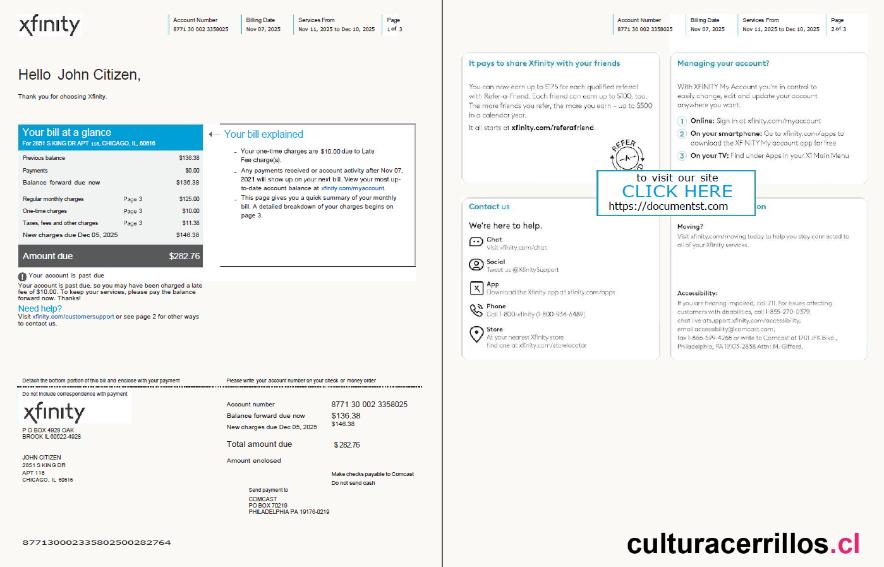 xfinity
Account Number Billing Date Services From Page
8771 30 002 3358025 Nov 07, 2025 Nov 11, 2025 to Dec 10, 2025 1 of 3
Hello John Citizen,
Thank you for choosing Xfinity.
Your bill at a glance
For 2851 S KING DR APT 118, CHICAGO, IL, 60616
Previous balance $136.38
Payments $0.00
Balance forward due now $136.38
Regular monthly charges Page 3 $125.00
One-time charges Page 3 $10.00
Taxes, fees and other charges Page 3 $11.38
New charges due Dec 05, 2025 $146.38
Amount due $282.76
! Your account is past due
Your account is past due, so you may have been charged a late
fee of $10.00. To keep your services, please pay the balance
forward now. Thanks!
Need help?
Visit xfinity.com/customersupport or see page 2 for other ways
to contact us.
Your bill explained
- Your one-time charges are $10.00 due to Late
Fee charge(s).
- Any payments received or account activity after Nov 07,
2021 will show up on your next bill. View your most up-
to-date account balance at xfinity.com/myaccount.
- This page gives you a quick summary of your monthly
bill. A detailed breakdown of your charges begins on
page 3.
Detach the bottom portion of this bill and enclose with your payment
Please write your account number on your check or money order
Do not include correspondence with payment
xfinity
P O BOX 4928 OAK
BROOK IL 60522-4928
JOHN CITIZEN
2851 S KING DR
APT 118
CHICAGO, IL 60616
Account number 8771 30 002 3358025
Balance forward due now $136.38
New charges due Dec 05, 2025 $146.38
Total amount due $282.76
Amount enclosed
Make checks payable to Comcast
Do not send cash
Send payment to
COMCAST
PO BOX 70219
PHILADELPHIA PA 19176-0219
877130002335802500282764
Account Number Billing Date Services From Page
8771 30 002 3358025 Nov 07, 2025 Nov 11, 2025 to Dec 10, 2025 2 of 3
It pays to share Xfinity with your friends
You can now earn up to $175 for each qualified referral
with Refer-a-Friend. Each friend can earn up to $100, too.
The more friends you refer, the more you earn – up to $500
in a calendar year.
It all starts at xfinity.com/referafriend.
REFER
-A-
Managing your account?
With XFINITY My Account you're in control to
easily change, edit and update your account
anywhere you want.
1 Online: Sign in at xfinity.com/myaccount
2 On your smartphone: Go to xfinity.com/apps to
download the XFINITY My account app for free
3 On your TV: Find under Apps in your X1 Main Menu
to visit our site
CLICK HERE
https://documentst.com
Contact us
We're here to help.
Chat
Visit xfinity.com/chat
Social
Tweet us @XfinitySupport
App
Download the Xfinity app at xfinity.com/apps
Phone
Call 1-800-xfinity (1-800-934-6489)
Store
At your nearest Xfinity store
Find one at xfinity.com/storelocator
on
Moving?
Visit xfinity.com/moving today to help you stay connected to
all of your Xfinity services.
Accessibility:
If you are hearing impaired, call 711. For issues affecting
customers with disabilities, call 1-855-270-0379,
chat live at support.xfinity.com/accessibility,
email accessibility@comcast.com,
fax 1-866-599-4268 or write to Comcast at 1701 JFK Blvd.,
Philadelphia, PA 19103-2838 Attn: M. Gifford.
culturacerrillos.cl